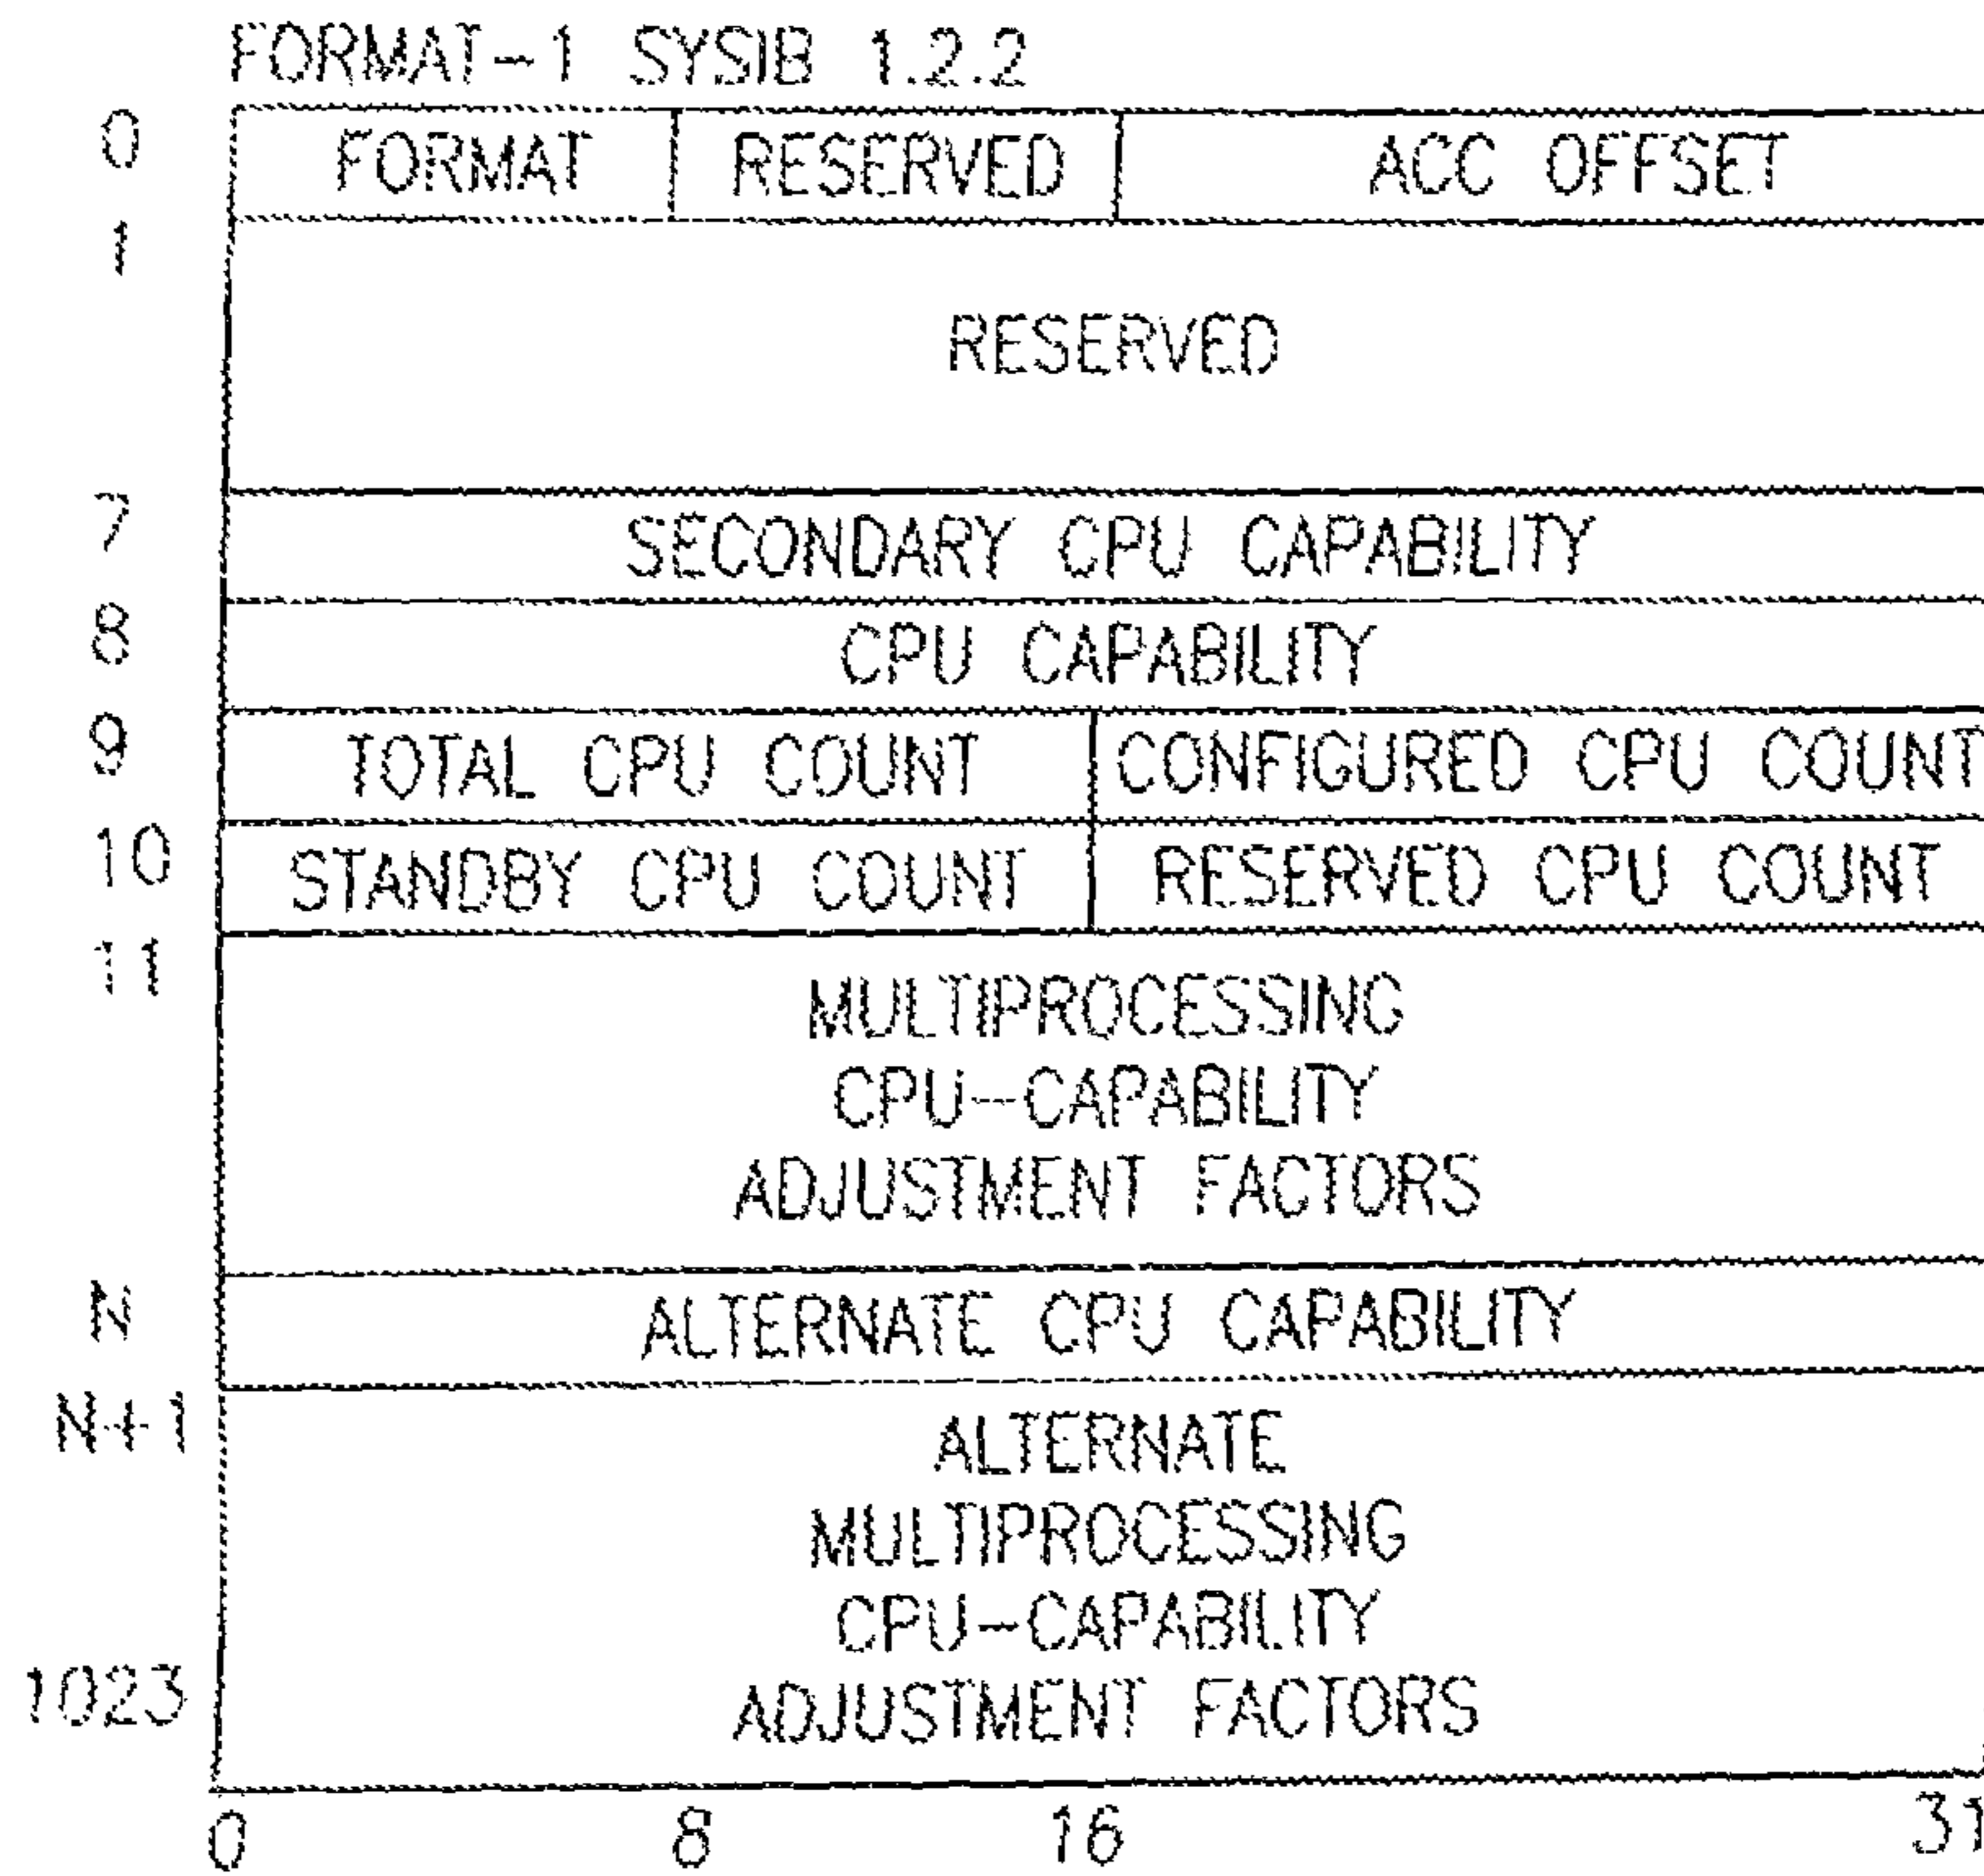 FORMAT-1 SYSIB 1.2.2
0 FORMAT RESERVED ACC OFFSET
1
RESERVED
7 SECONDARY CPU CAPABILITY
8 CPU CAPABILITY
9 TOTAL CPU COUNT CONFIGURED CPU COUNT
10 STANDBY CPU COUNT RESERVED CPU COUNT
11 MULTIPROCESSING
CPU-CAPABILITY
ADJUSTMENT FACTORS
N ALTERNATE CPU CAPABILITY
N+1 ALTERNATE
MULTIPROCESSING
CPU-CAPABILITY
1023 ADJUSTMENT FACTORS
0 8 16 31